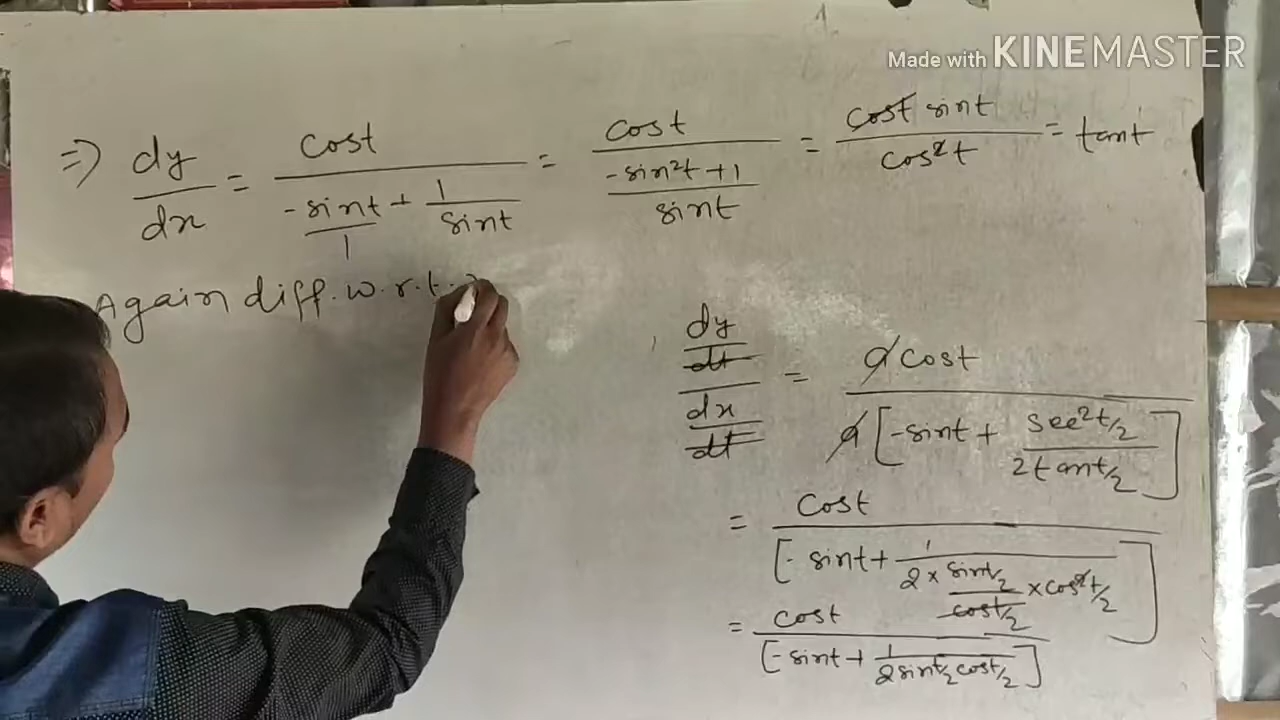 Made with KINEMASTER
=> dy/dx = cost/(-sint/1 + 1/sint) = cost/((-sin²t+1)/sint) = cost sint/cos²t = tant
Again diff. w.r.t.
(dy/dt)/(dx/dt) = a cost/(a[-sint + sec²t/2/(2tant/2)])
= cost/[-sint + 1/(2 × (sint/2)/(cost/2) × cos²t/2)]
= cost/[-sint + 1/(2sint/2 cost/2)]